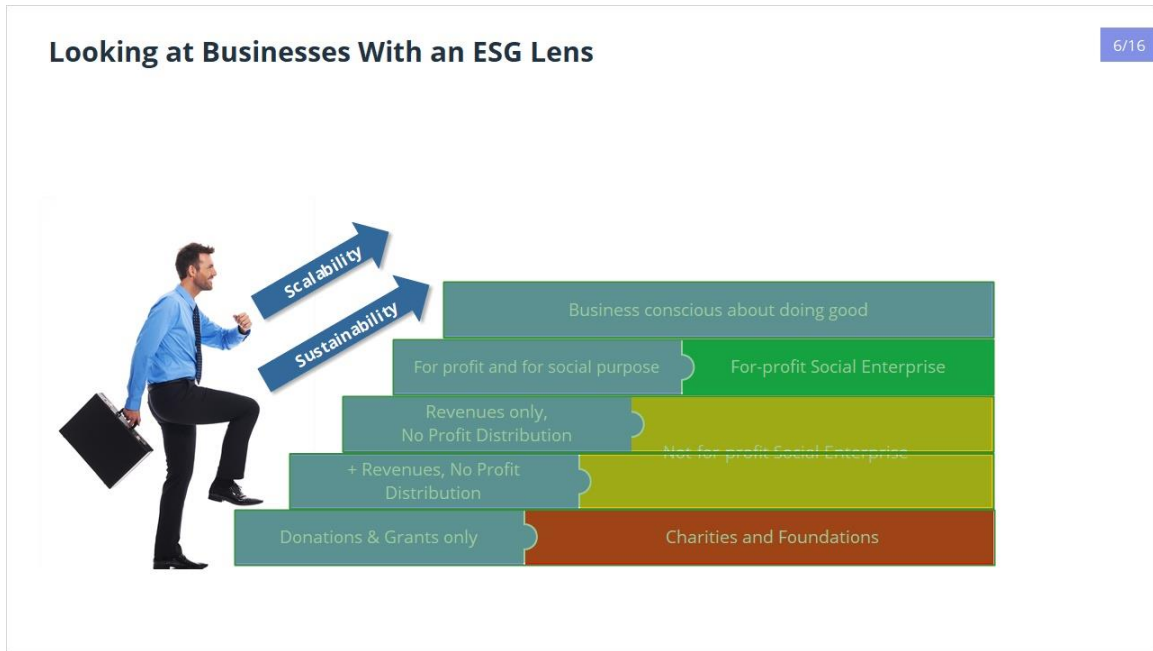 Looking at Businesses With an ESG Lens
6/16
Scalability
Sustainability
Business conscious about doing good
For profit and for social purpose
For-profit Social Enterprise
Revenues only,
No Profit Distribution
Not-for-profit Social Enterprise
+ Revenues, No Profit
Distribution
Donations & Grants only
Charities and Foundations